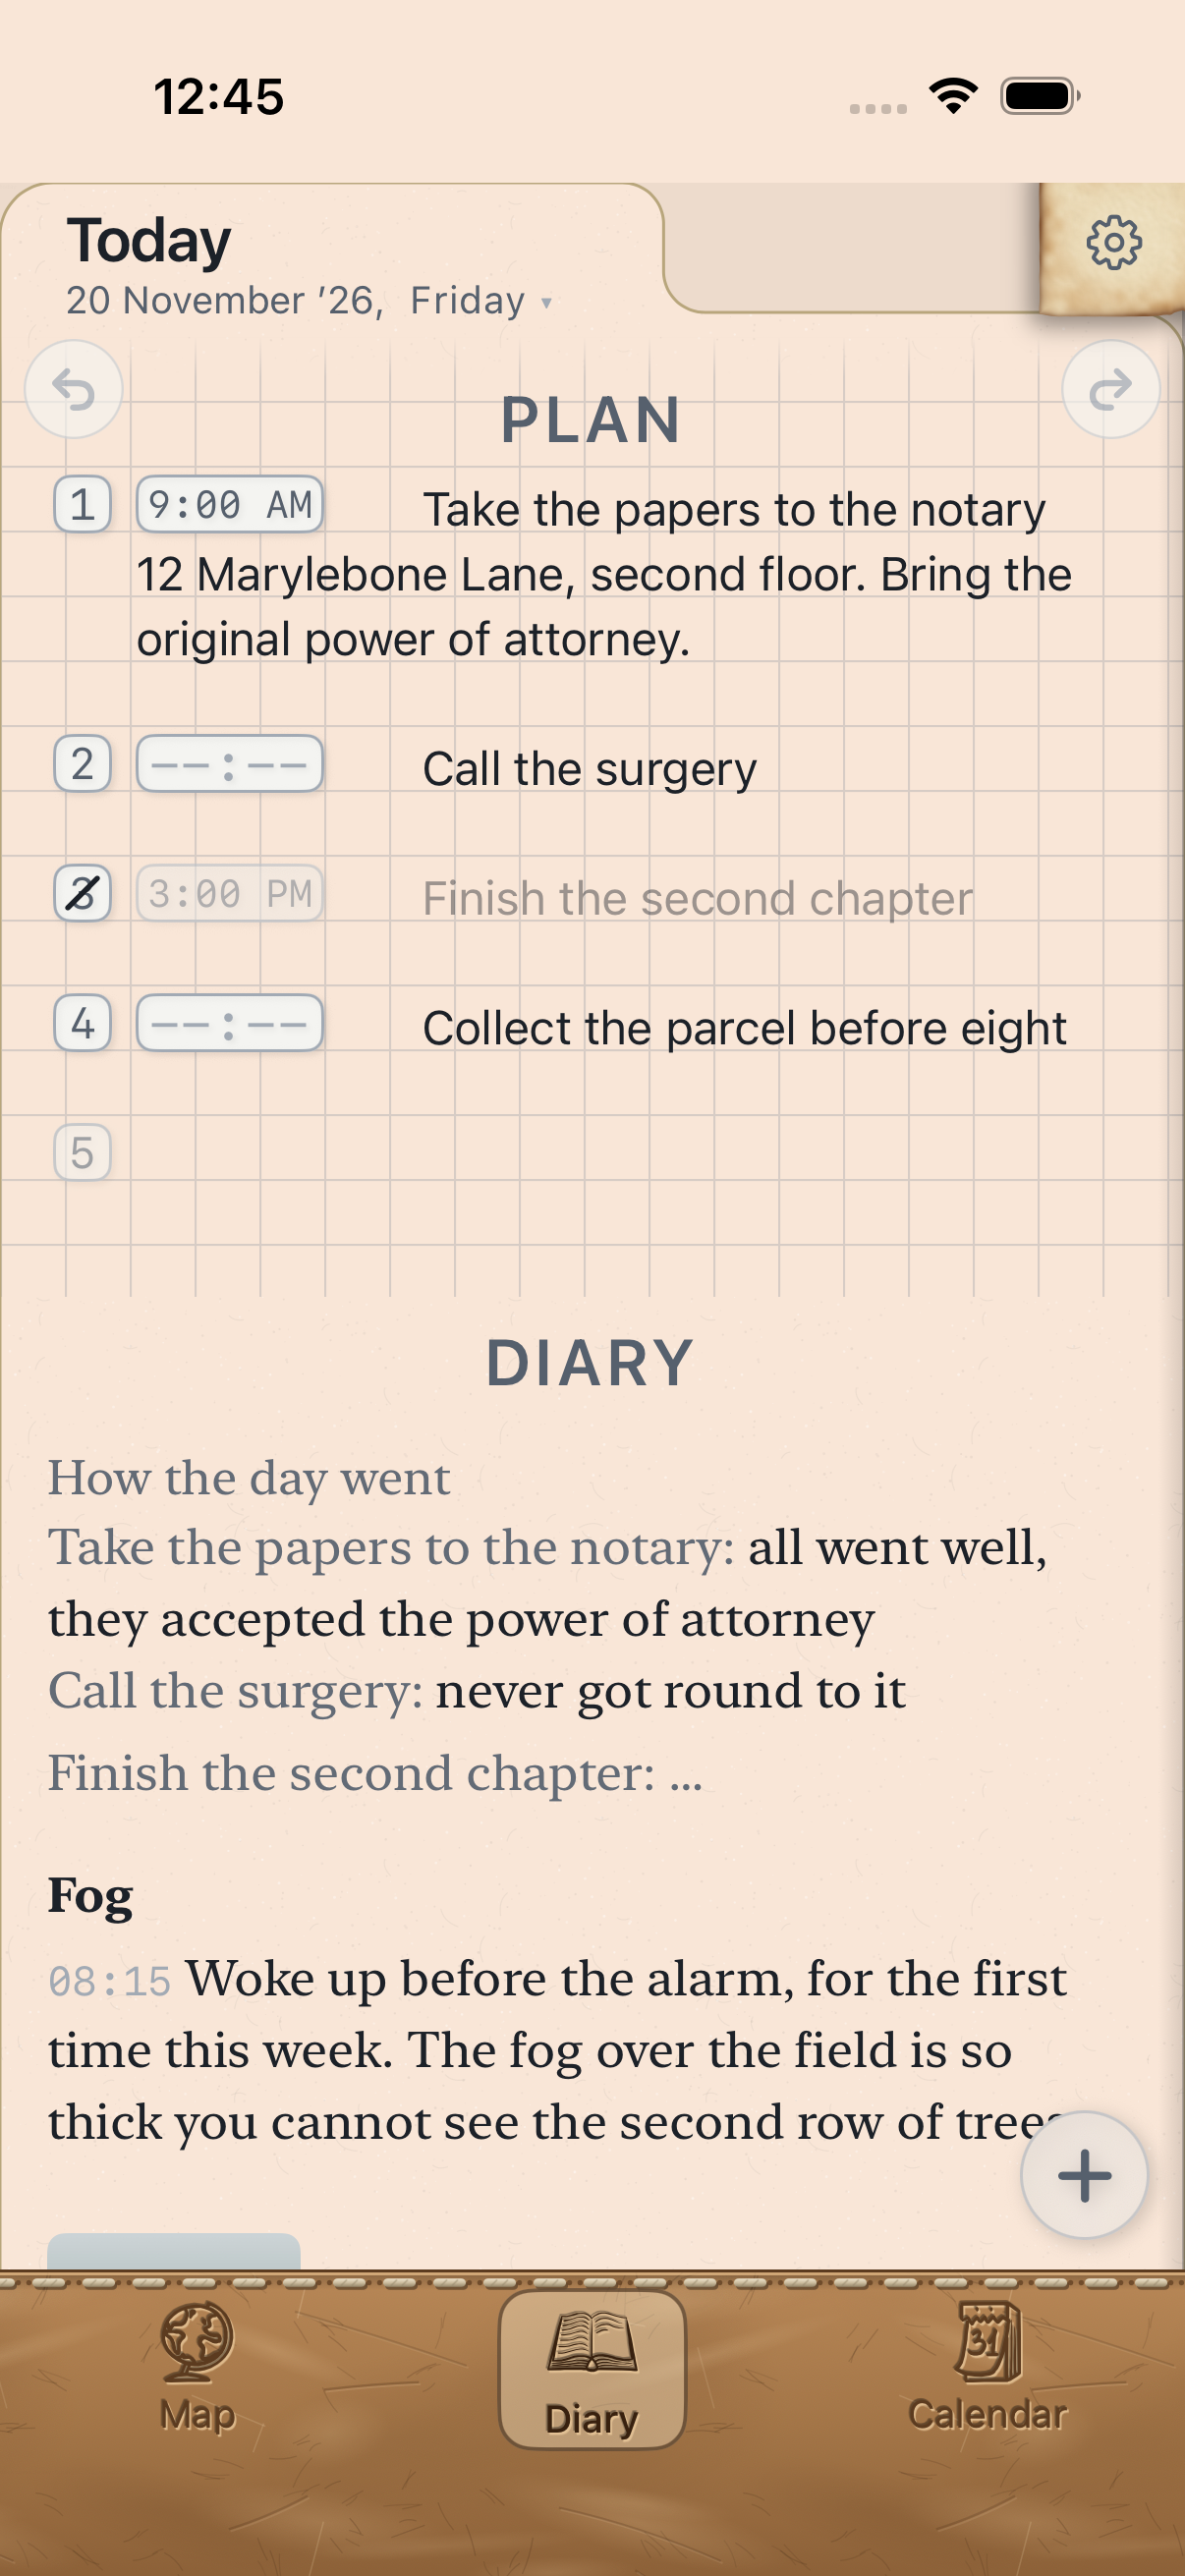 12:45
Today
20 November ’26, Friday ▾
PLAN
1 9:00 AM Take the papers to the notary
12 Marylebone Lane, second floor. Bring the
original power of attorney.
2 --:-- Call the surgery
3 3:00 PM Finish the second chapter
4 --:-- Collect the parcel before eight
5
DIARY
How the day went
Take the papers to the notary: all went well,
they accepted the power of attorney
Call the surgery: never got round to it
Finish the second chapter: ...
Fog
08:15 Woke up before the alarm, for the first
time this week. The fog over the field is so
thick you cannot see the second row of trees
31
Map
Diary
Calendar